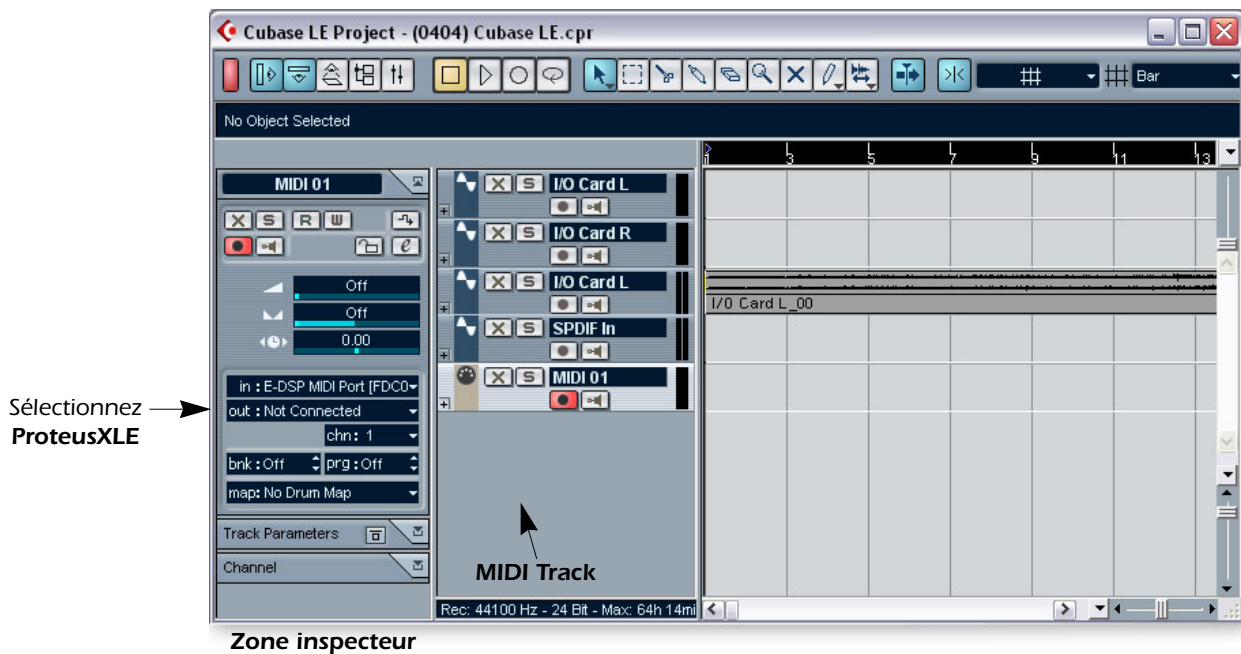 Cubase LE Project - (0404) Cubase LE.cpr
Bar
No Object Selected
1 3 5 7 9 11 13
MIDI 01
X S R W
e
Off
Off
0.00
in : E-DSP MIDI Port [FDC0
out : Not Connected
chn: 1
bnk : Off prg : Off
map: No Drum Map
Track Parameters
Channel
X S I/O Card L
X S I/O Card R
X S I/O Card L
I/O Card L_00
X S SPDIF In
X S MIDI 01
Sélectionnez
ProteusXLE
MIDI Track
Rec: 44100 Hz - 24 Bit - Max: 64h 14mi
Zone inspecteur